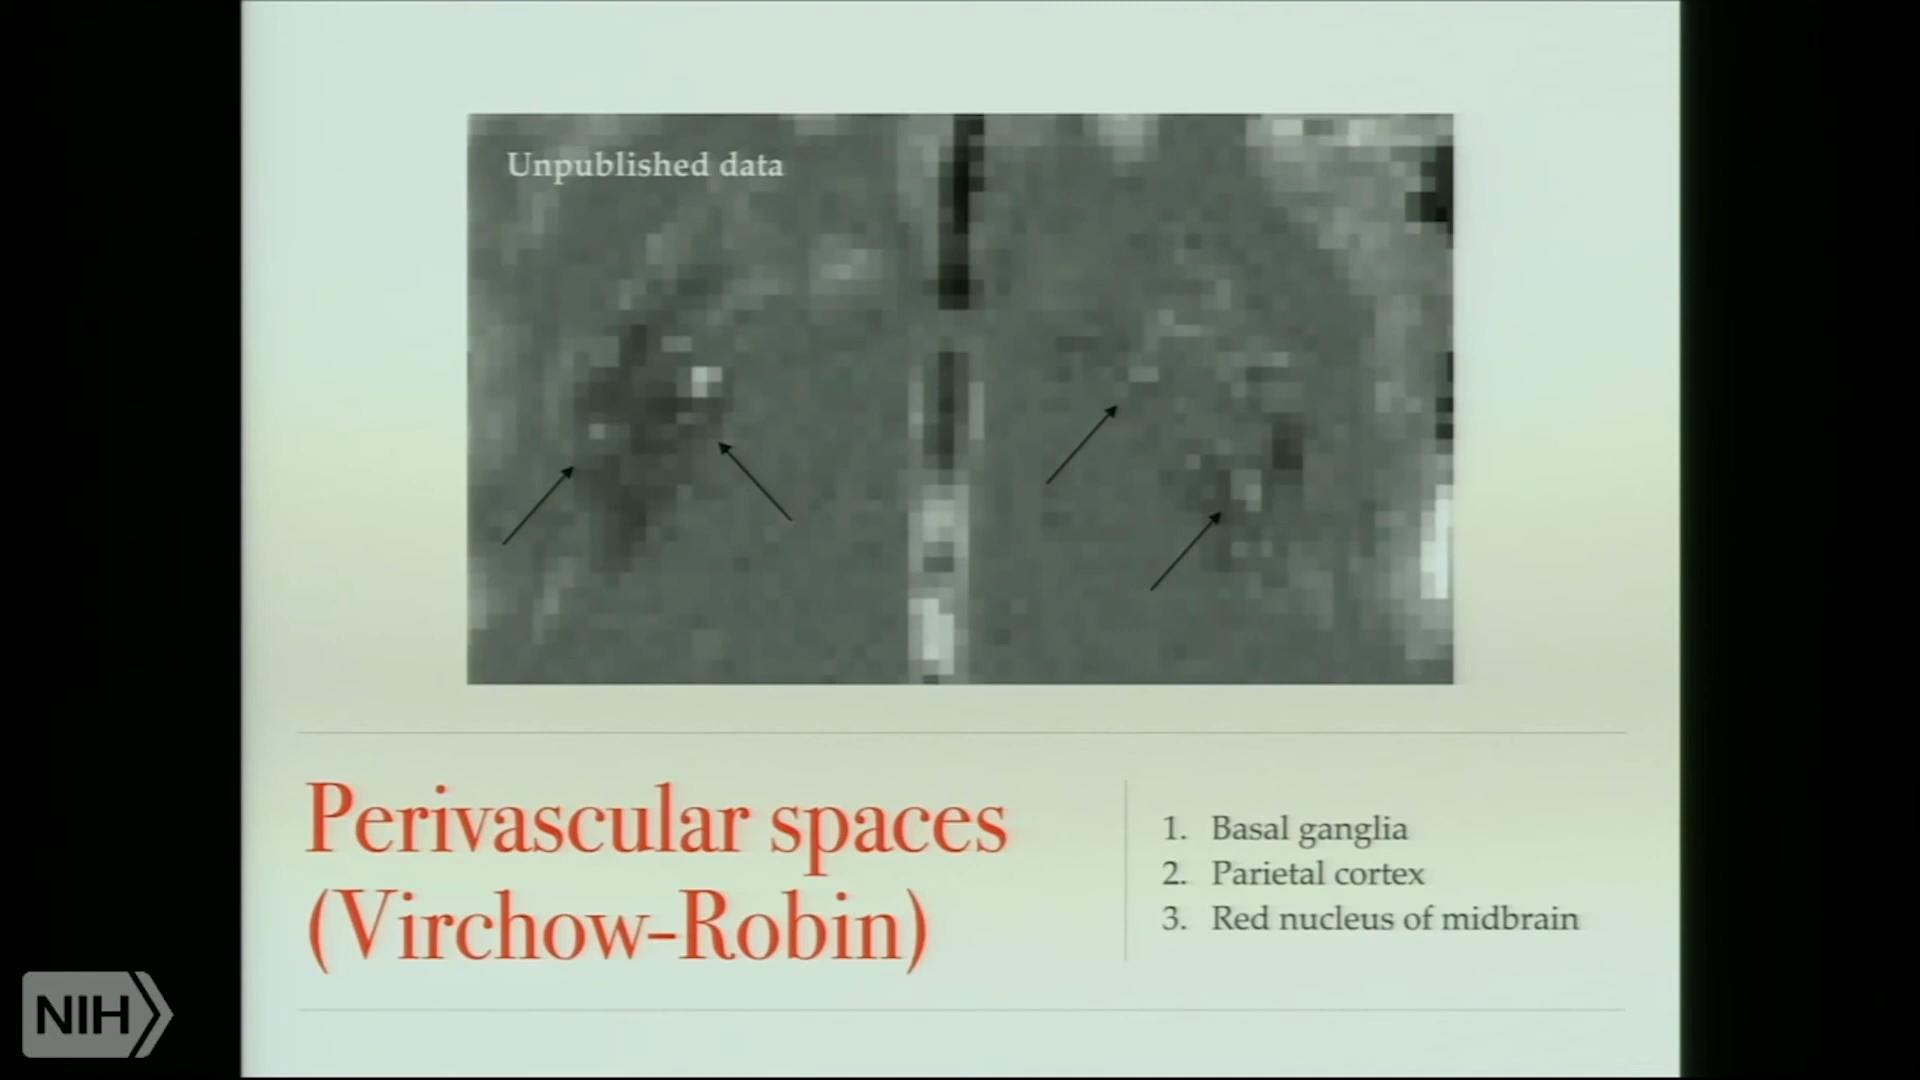 Unpublished data
Perivascular spaces
(Virchow-Robin)
1. Basal ganglia
2. Parietal cortex
3. Red nucleus of midbrain
NIH